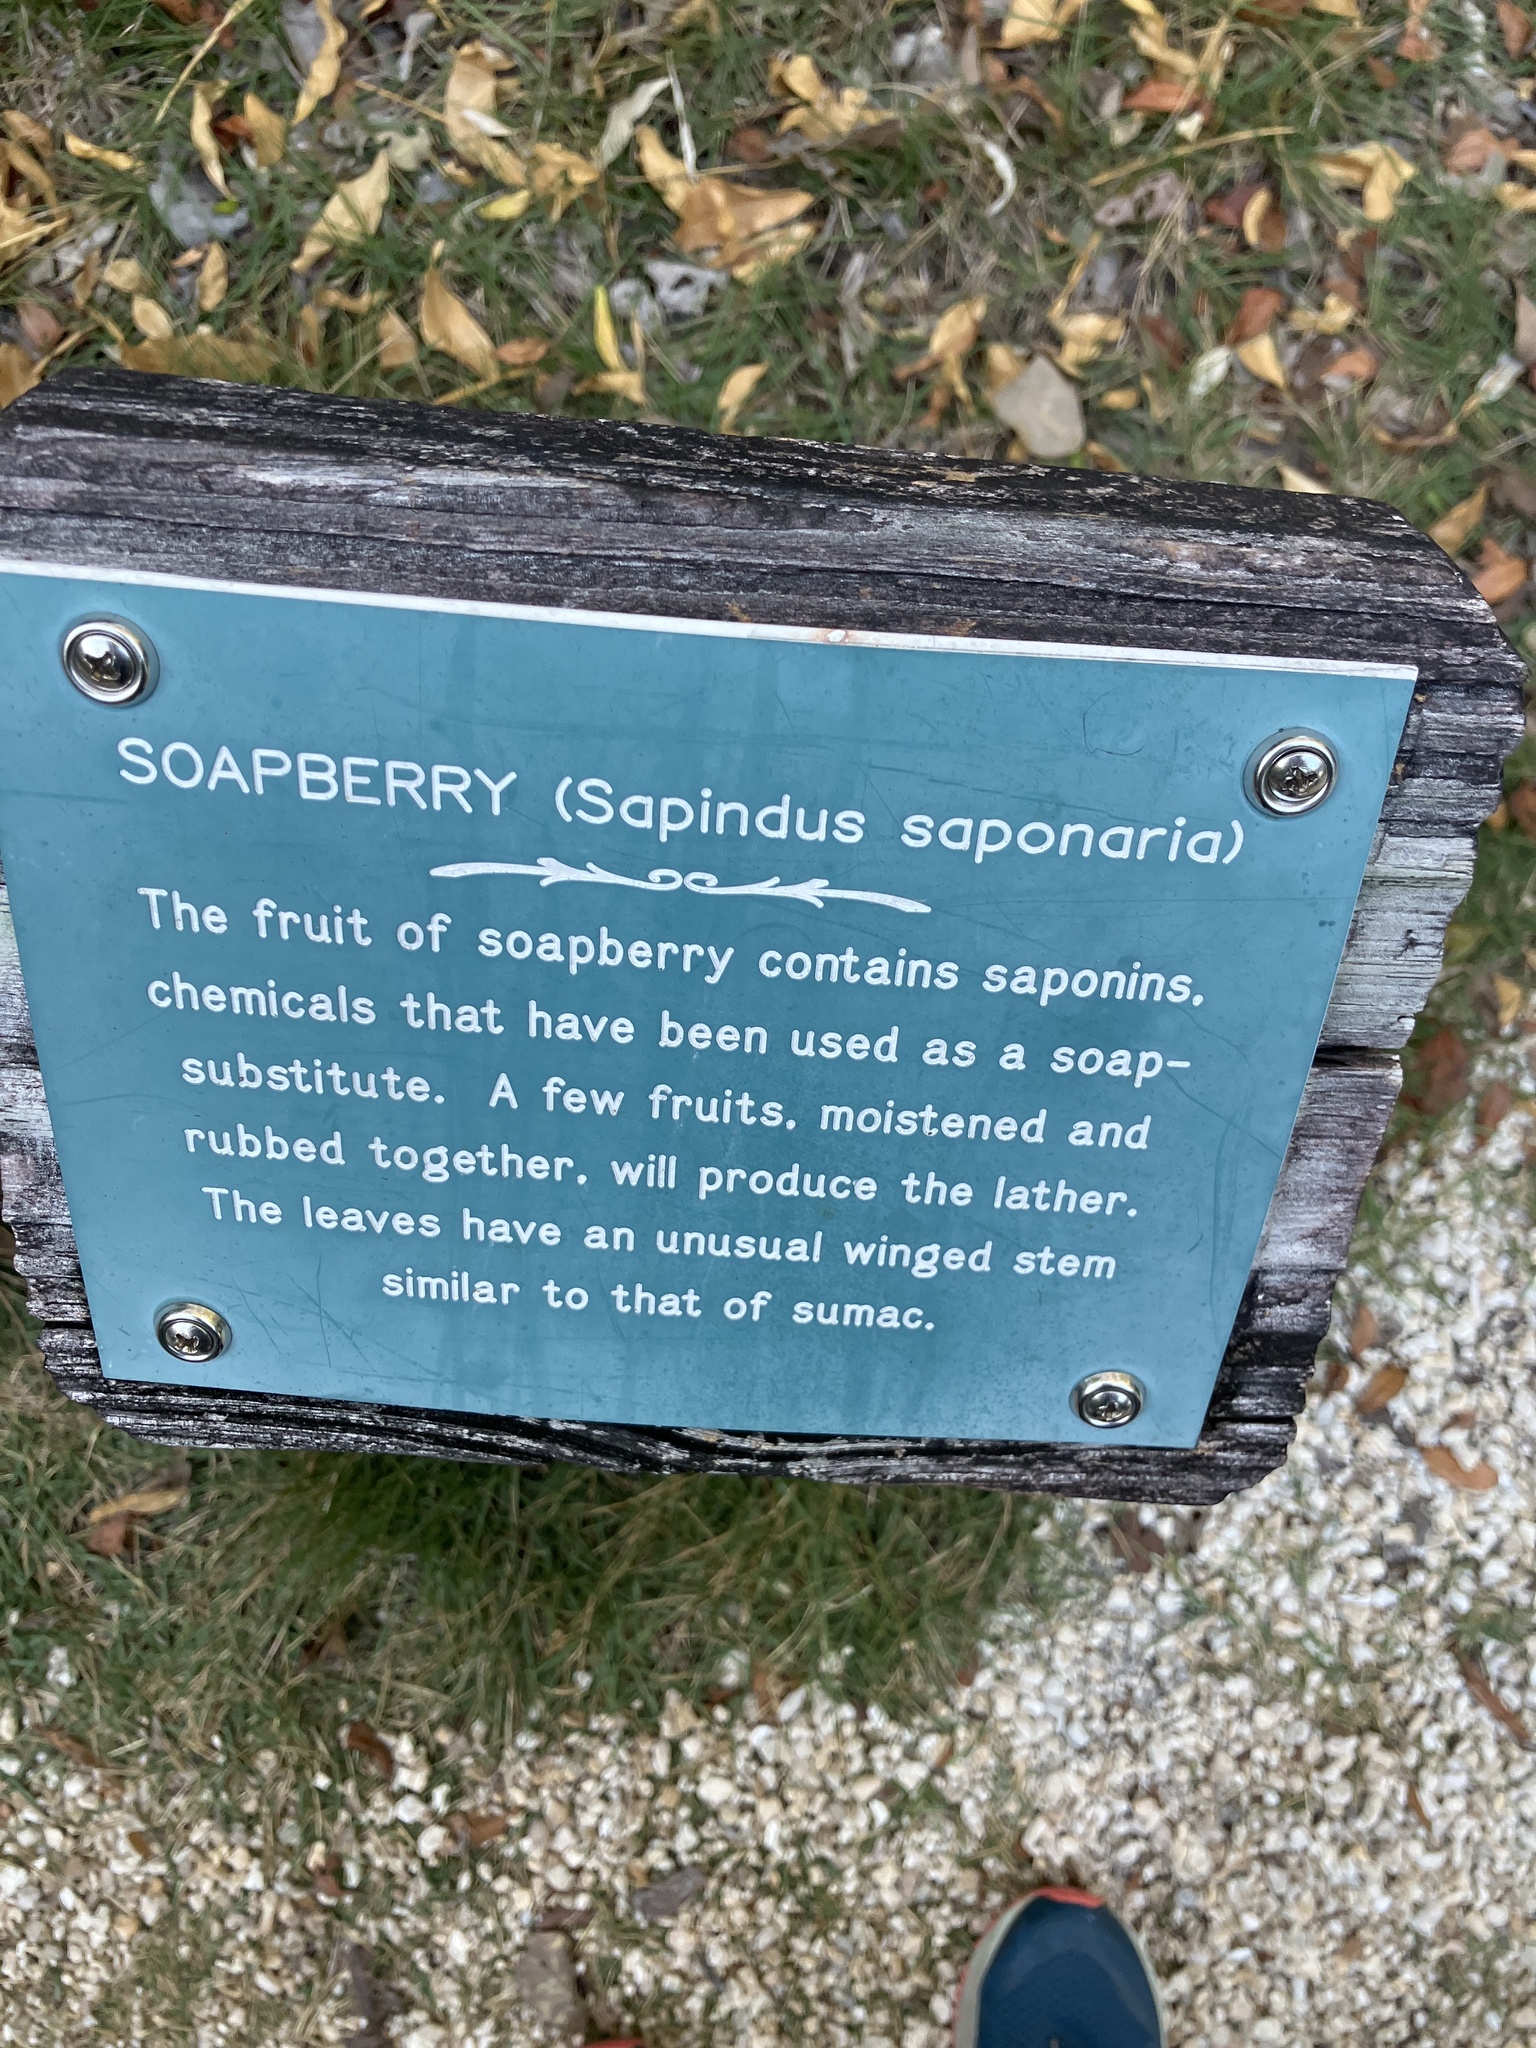 SOAPBERRY (Sapindus saponaria)
The fruit of soapberry contains saponins,
chemicals that have been used as a soap-
substitute. A few fruits, moistened and
rubbed together, will produce the lather.
The leaves have an unusual winged stem
similar to that of sumac.